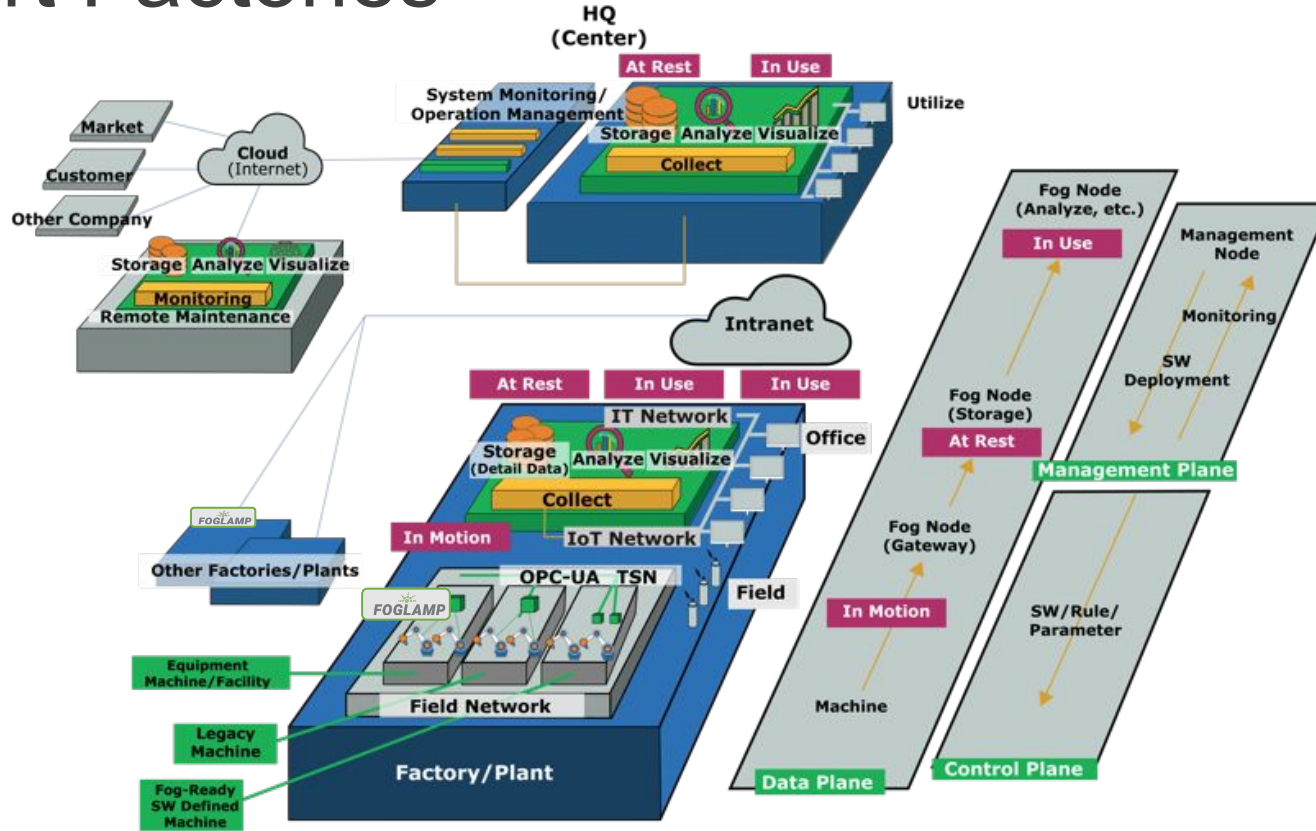 rt Factories
HQ
(Center)
At Rest
In Use
System Monitoring/
Operation Management
Storage
Analyze
Visualize
Collect
Utilize
Market
Customer
Other Company
Cloud
(Internet)
Storage
Analyze
Visualize
Monitoring
Remote Maintenance
Intranet
At Rest
In Use
In Use
IT Network
Office
Storage
(Detail Data)
Analyze
Visualize
Collect
In Motion
IoT Network
FOGLAMP
Other Factories/Plants
OPC-UA TSN
Field
FOGLAMP
Equipment
Machine/Facility
Field Network
Legacy
Machine
Factory/Plant
Fog-Ready
SW Defined
Machine
Fog Node
(Analyze, etc.)
In Use
Fog Node
(Storage)
At Rest
Fog Node
(Gateway)
In Motion
Machine
Data Plane
Management
Node
Monitoring
SW
Deployment
Management Plane
SW/Rule/
Parameter
Control Plane